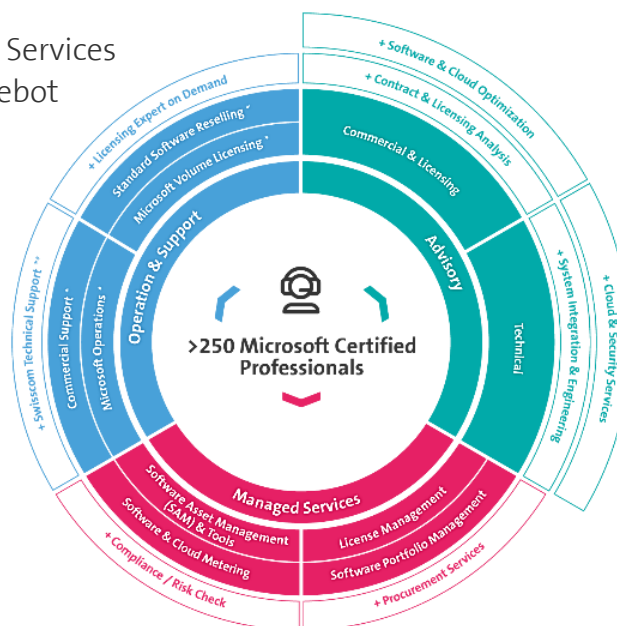 Services
ebot
+ Software & Cloud Optimization
+ Contract & Licensing Analysis
Commercial & Licensing
Advisory
Technical
+ System Integration & Engineering
+ Cloud & Security Services
+ Licensing Expert on Demand
Standard Software Reselling *
Microsoft Volume Licensing *
Operation & Support
Microsoft Operations *
Commercial Support *
+ Swisscom Technical Support **
>250 Microsoft Certified
Professionals
Managed Services
Software Asset Management
(SAM) & Tools
Software & Cloud Metering
+ Compliance / Risk Check
License Management
Software Portfolio Management
+ Procurement Services